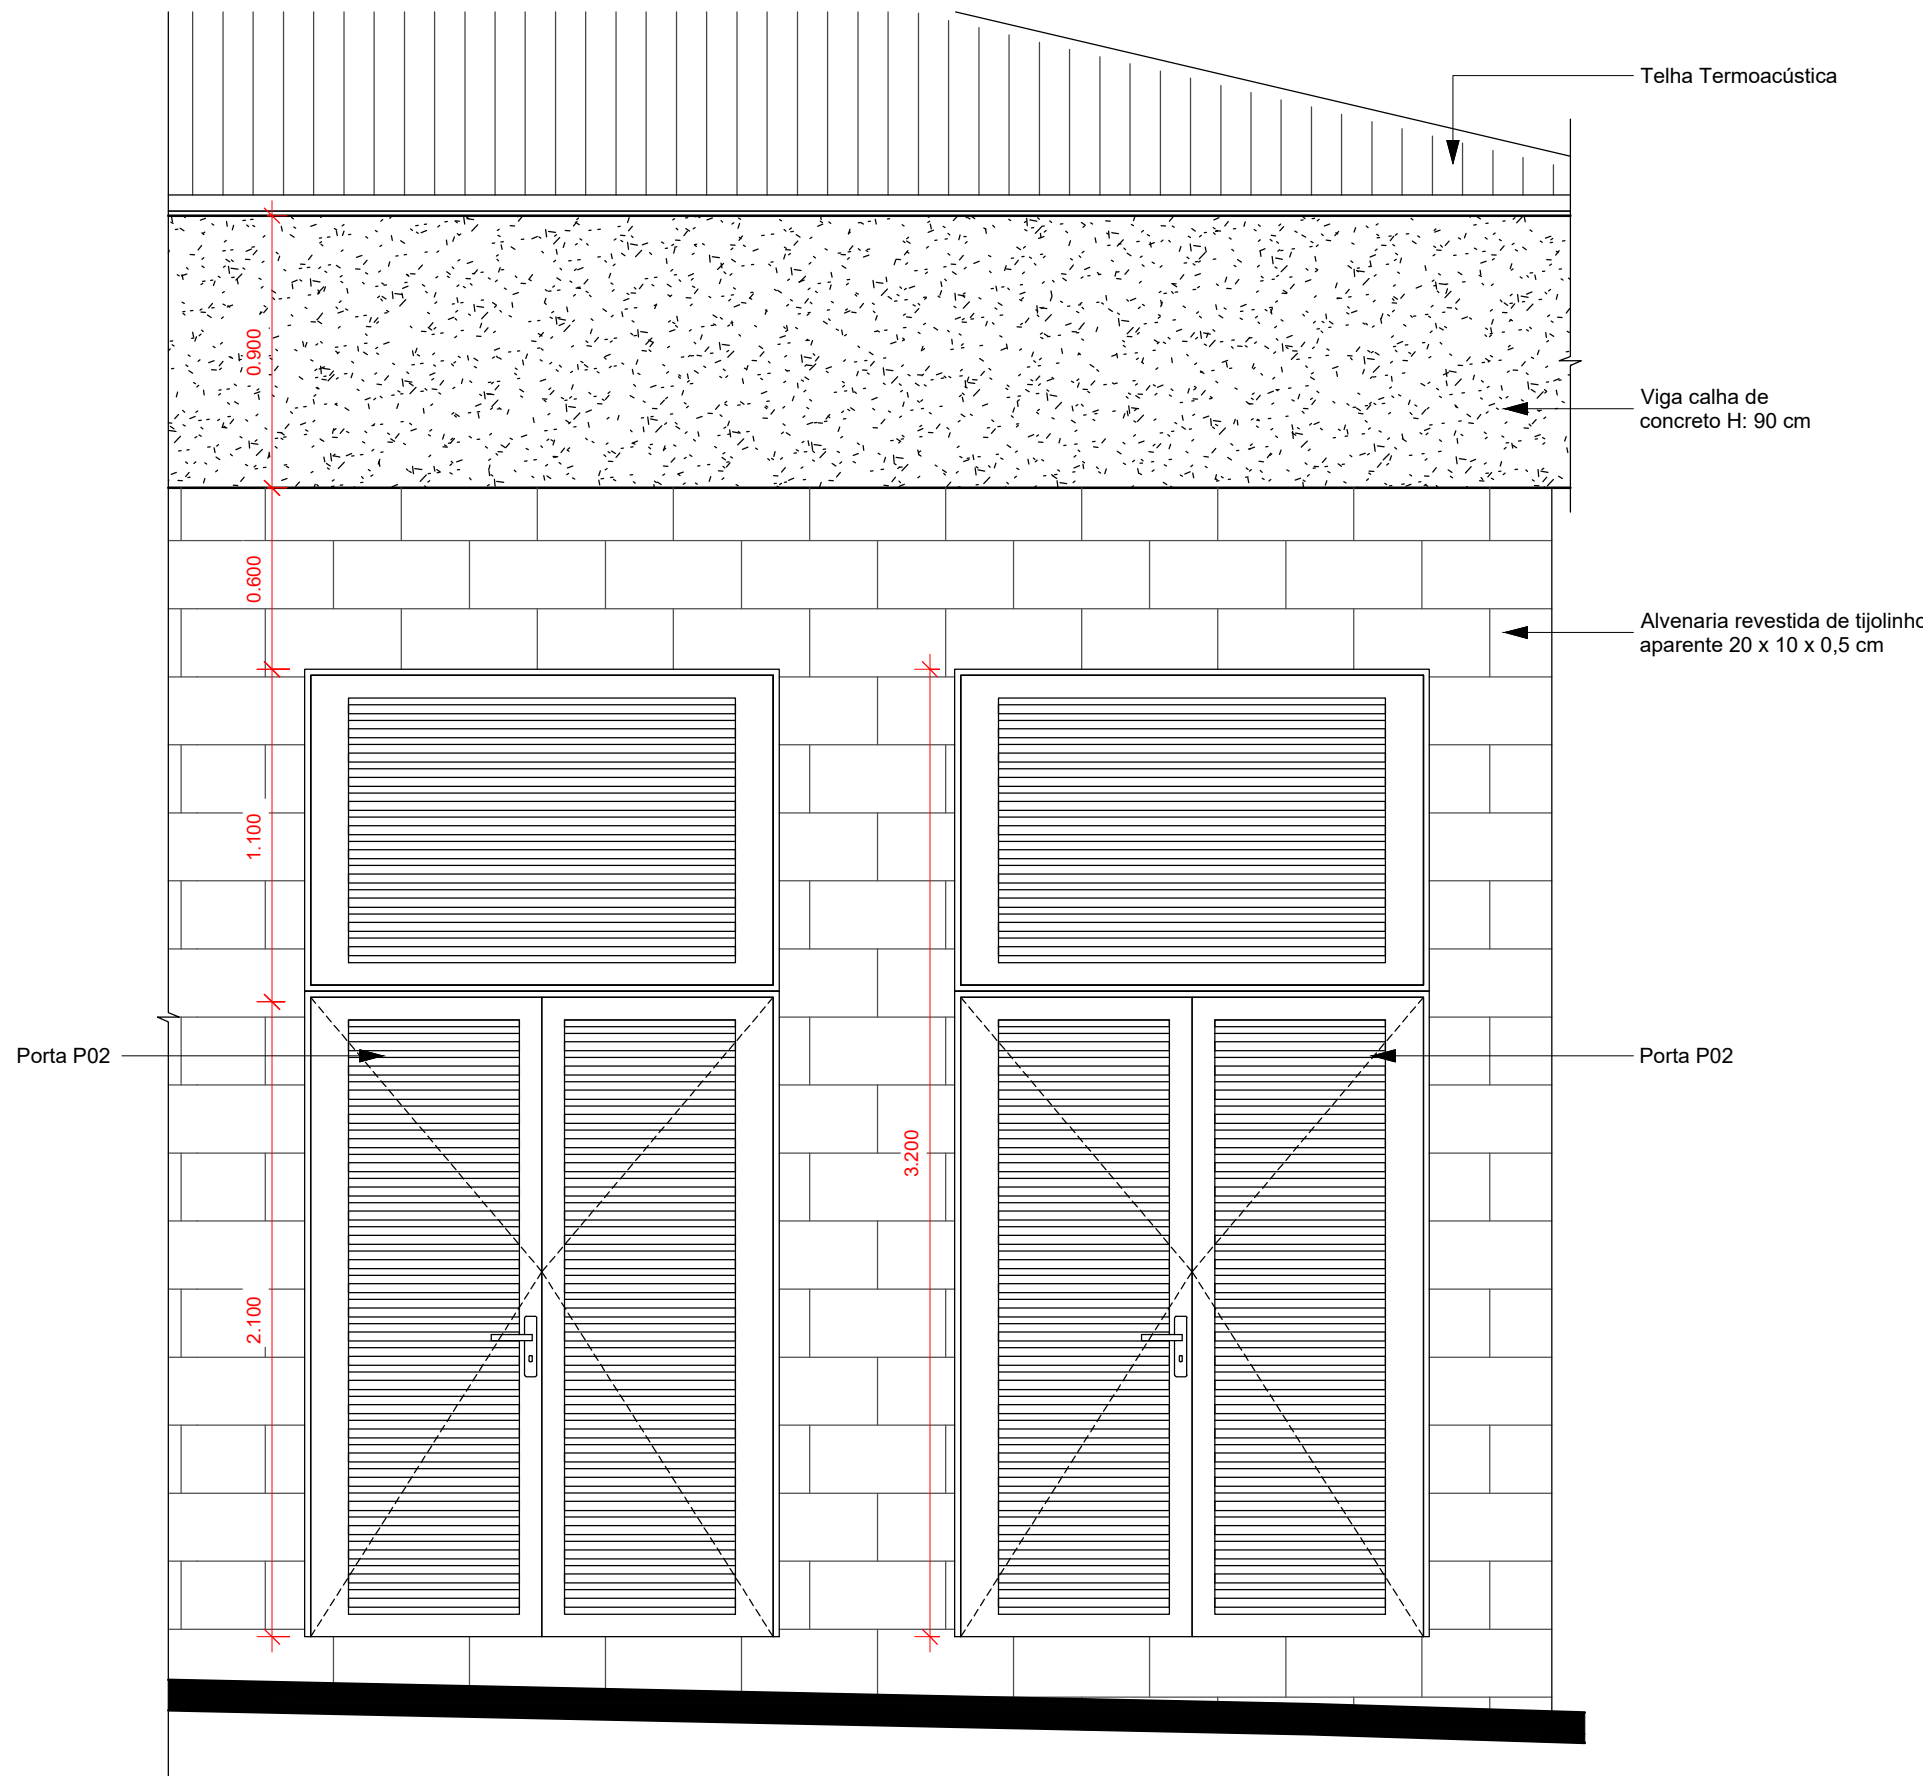 Telha Termoacústica
0.900
Viga calha de
concreto H: 90 cm
0.600
Alvenaria revestida de tijolinho
aparente 20 x 10 x 0,5 cm
1.100
Porta P02
Porta P02
3.200
2.100